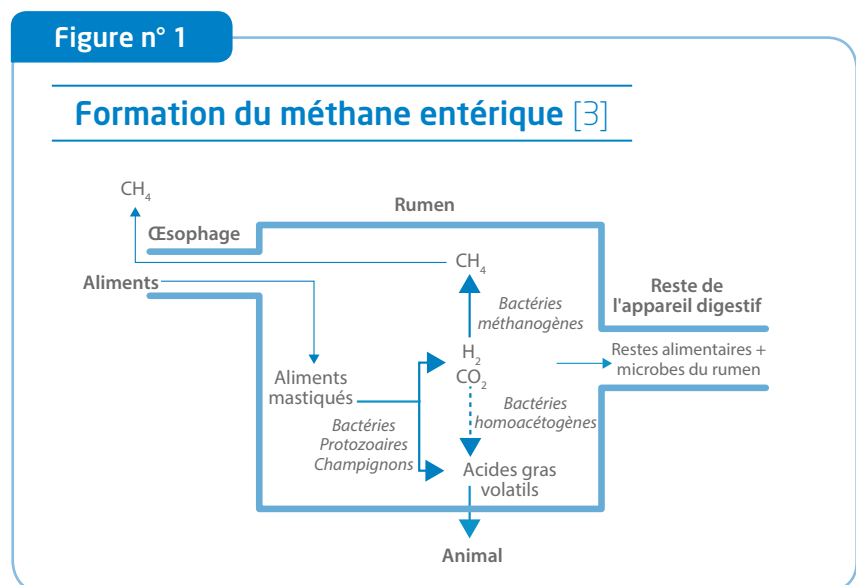 Figure n° 1
Formation du méthane entérique [3]
CH₄
Rumen
Œsophage
CH₄
Aliments
Reste de
l'appareil digestif
Bactéries
méthanogènes
H₂
CO₂
Restes alimentaires +
microbes du rumen
Aliments
mastiqués
Bactéries
homoacétogènes
Bactéries
Protozoaires
Champignons
Acides gras
volatils
Animal